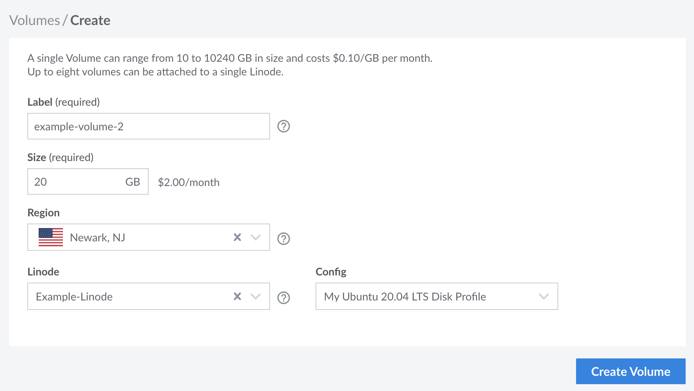 Volumes / Create
A single Volume can range from 10 to 10240 GB in size and costs $0.10/GB per month.
Up to eight volumes can be attached to a single Linode.
Label (required)
example-volume-2
Size (required)
20 GB $2.00/month
Region
Newark, NJ
Linode Config
Example-Linode My Ubuntu 20.04 LTS Disk Profile
Create Volume